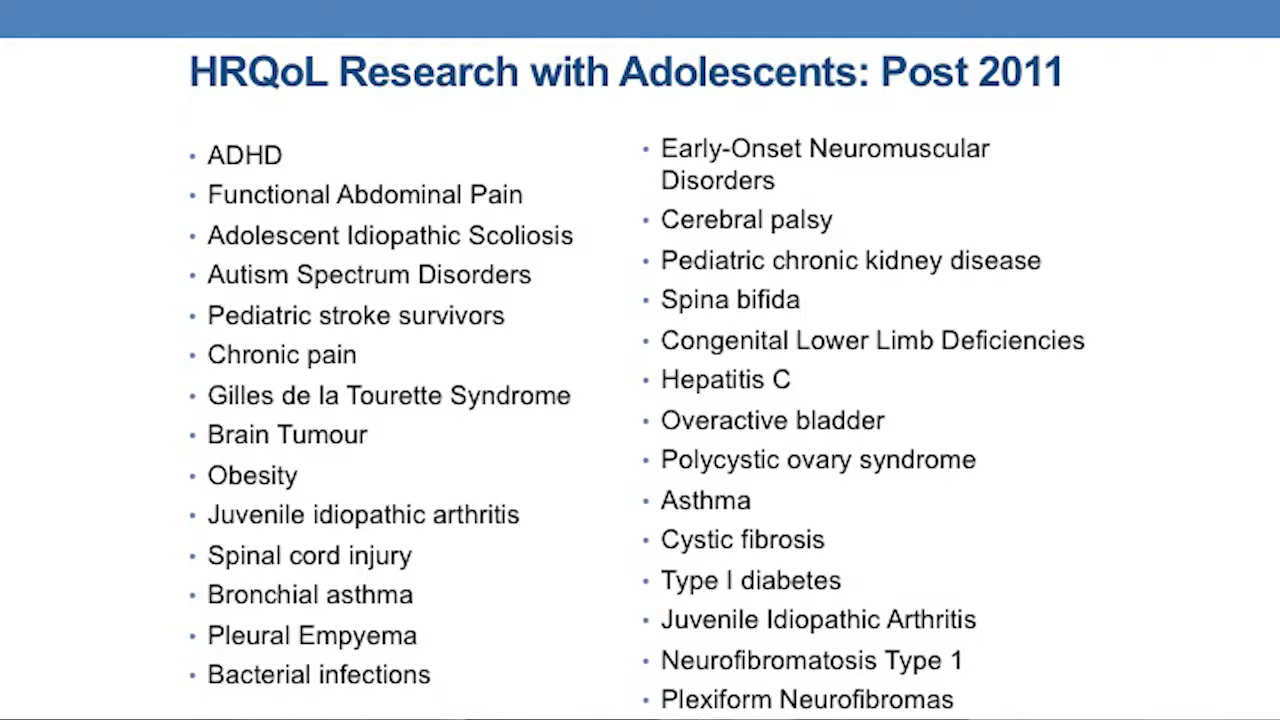 HRQoL Research with Adolescents: Post 2011
• ADHD
• Functional Abdominal Pain
• Adolescent Idiopathic Scoliosis
• Autism Spectrum Disorders
• Pediatric stroke survivors
• Chronic pain
• Gilles de la Tourette Syndrome
• Brain Tumour
• Obesity
• Juvenile idiopathic arthritis
• Spinal cord injury
• Bronchial asthma
• Pleural Empyema
• Bacterial infections
• Early-Onset Neuromuscular
Disorders
• Cerebral palsy
• Pediatric chronic kidney disease
• Spina bifida
• Congenital Lower Limb Deficiencies
• Hepatitis C
• Overactive bladder
• Polycystic ovary syndrome
• Asthma
• Cystic fibrosis
• Type I diabetes
• Juvenile Idiopathic Arthritis
• Neurofibromatosis Type 1
• Plexiform Neurofibromas